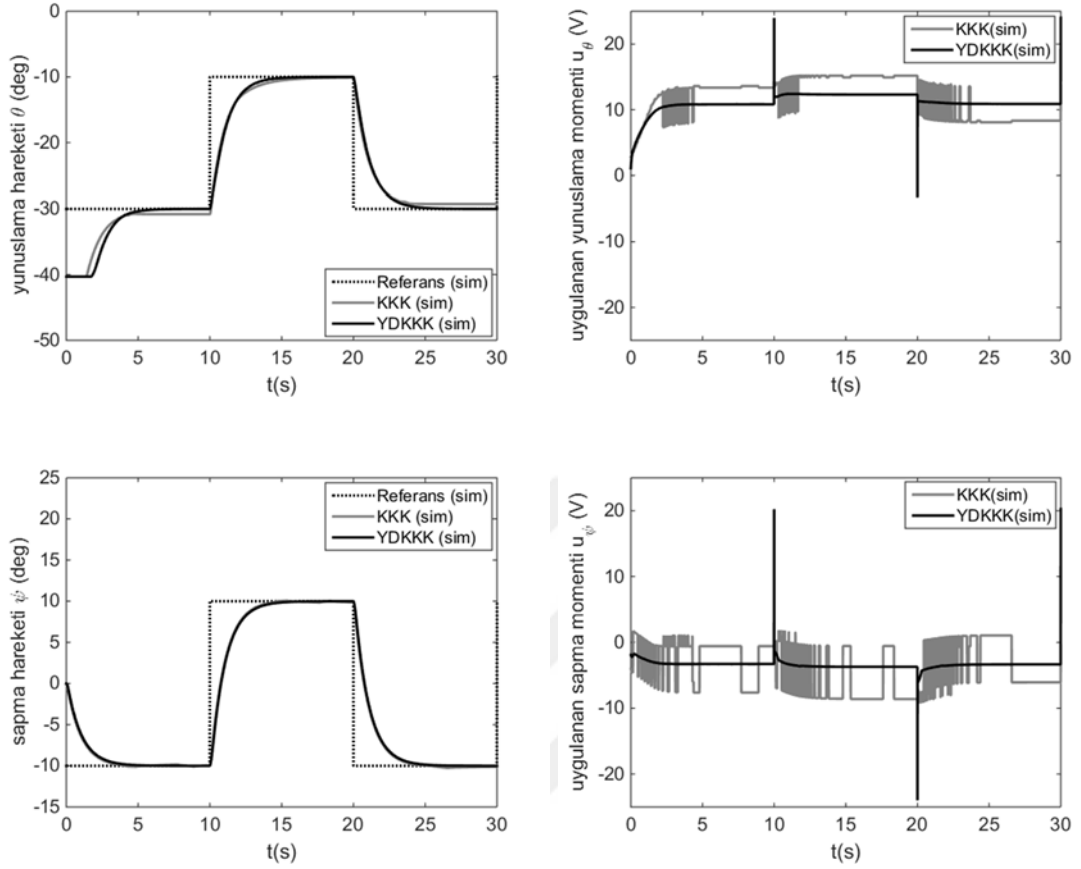 yunuslama hareketi θ (deg)
-10
-20
-30
-40
-50
0
0 5 10 15 20 25 30
t(s)
Referans (sim)
KKK (sim)
YDKKK (sim)
uygulanan yunuslama momenti u_θ (V)
20
10
0
-10
-20
0 5 10 15 20 25 30
t(s)
KKK(sim)
YDKKK(sim)
sapma hareketi ψ (deg)
25
20
15
10
5
0
-5
-10
-15
0 5 10 15 20 25 30
t(s)
Referans (sim)
KKK (sim)
YDKKK (sim)
uygulanan sapma momenti u_ψ (V)
20
10
0
-10
-20
0 5 10 15 20 25 30
t(s)
KKK(sim)
YDKKK(sim)